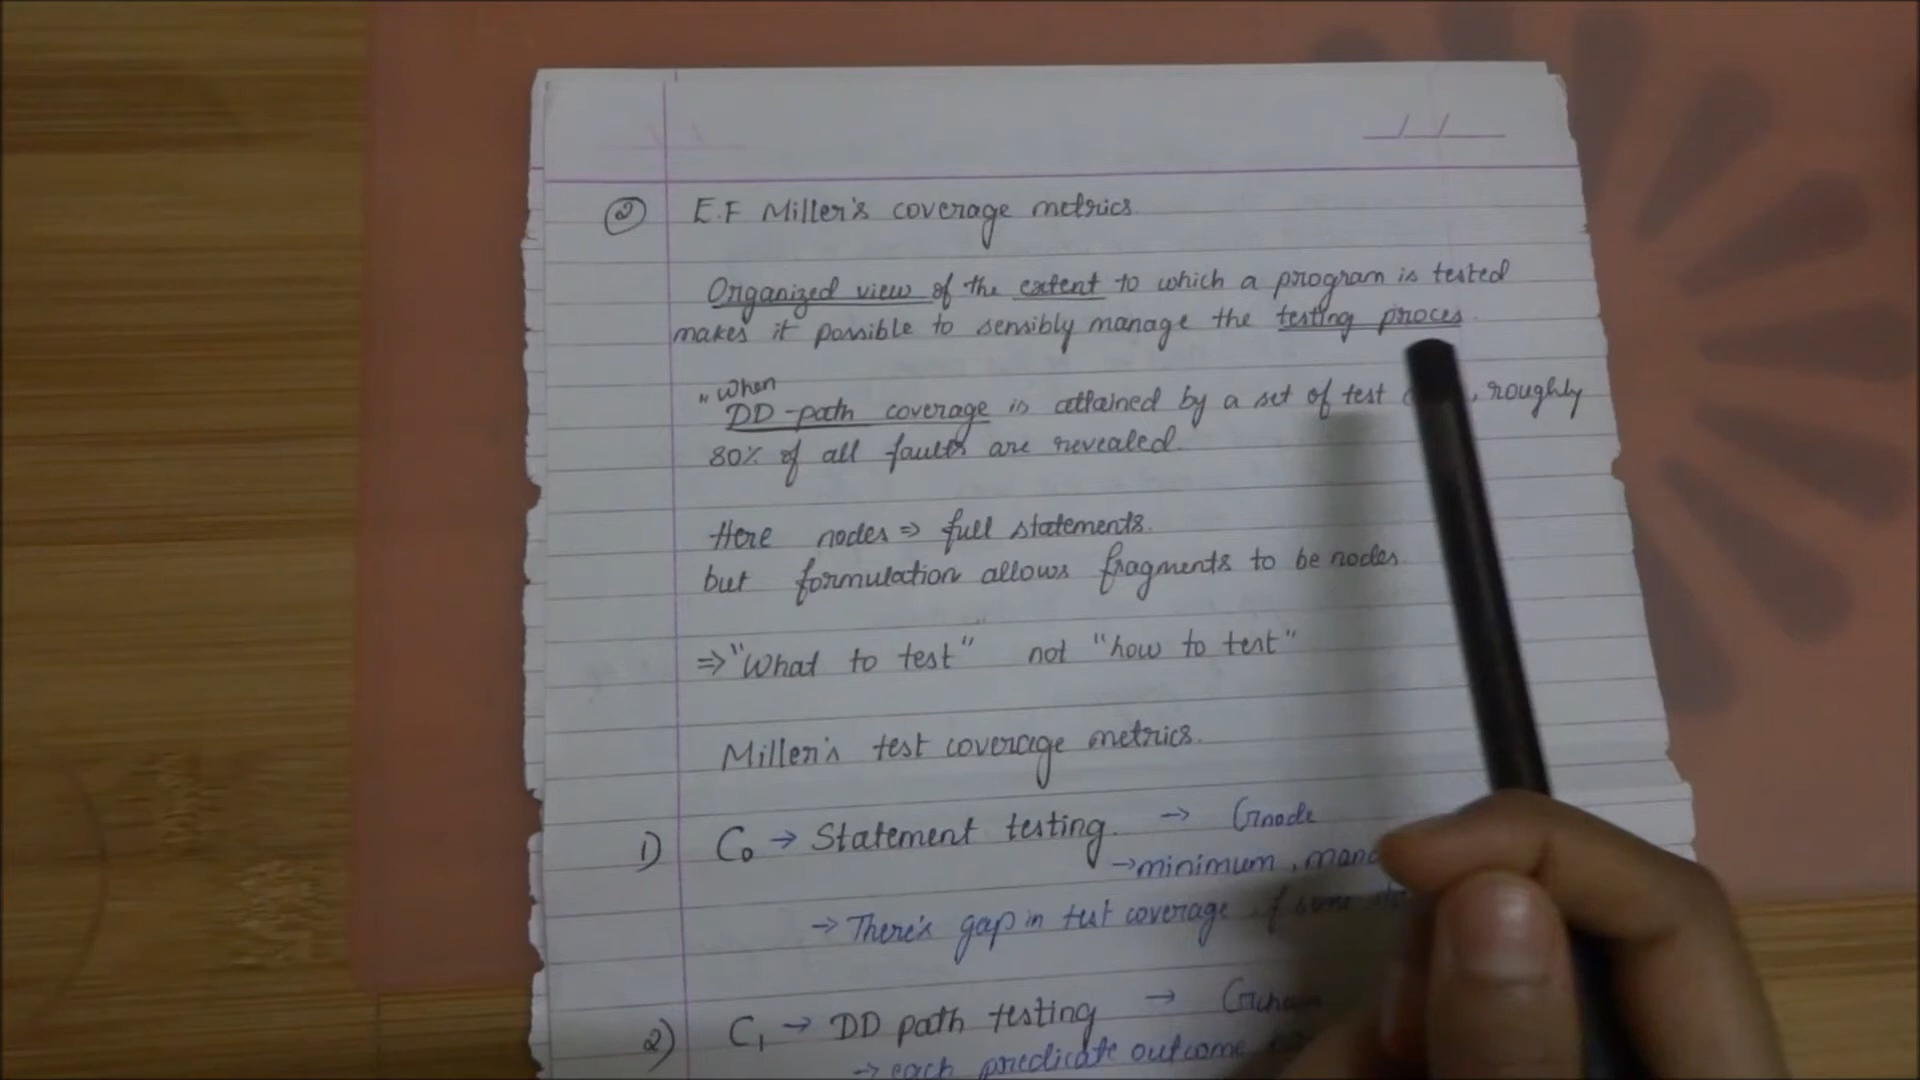 ② E.F Miller's coverage metrics.
Organized view of the extent to which a program is tested
makes it possible to sensibly manage the testing proces.
"When
DD-path coverage is attained by a set of test , roughly
80% of all faults are revealed.
Here nodes ⇒ full statements.
but formulation allows fragments to be nodes.
⇒ "What to test" not "how to test"
Miller's test coverage metrics.
1) C₀ → Statement testing. → Gnode
→ minimum,
→ There's gap in test coverage if some
2) C₁ → DD path testing →
→ each predicate outcome